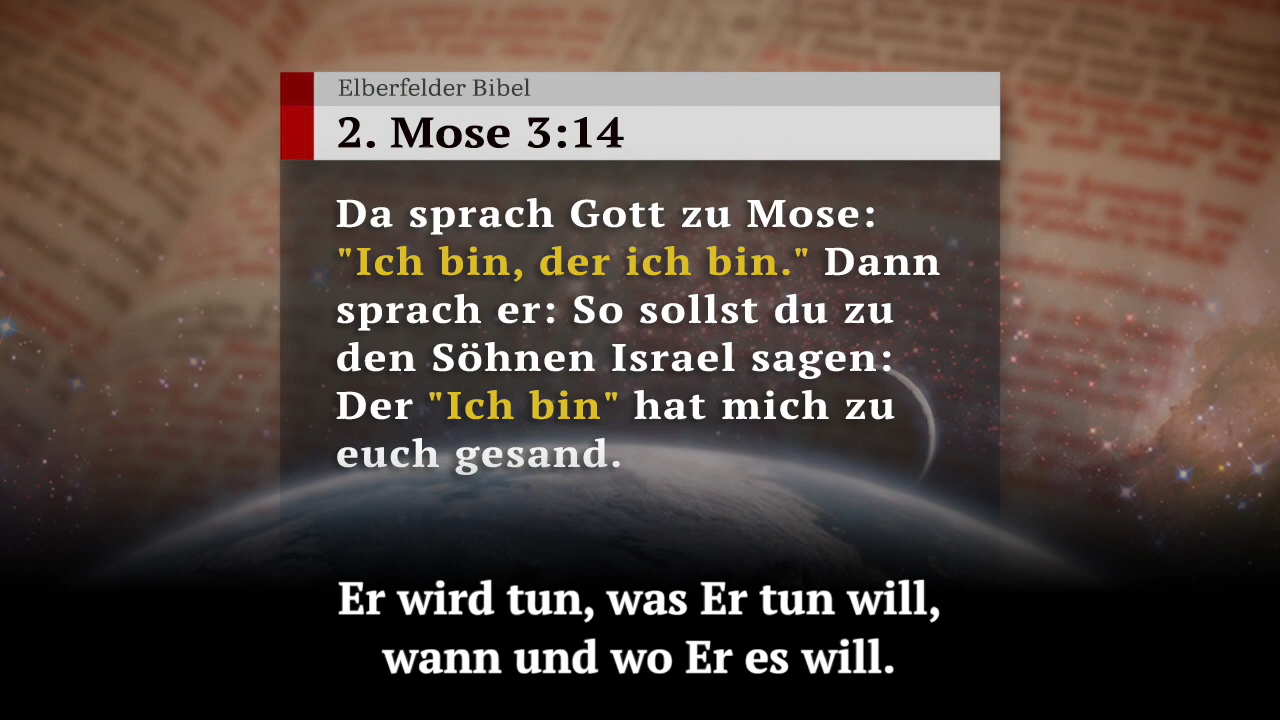 Elberfelder Bibel
2. Mose 3:14
Da sprach Gott zu Mose:
"Ich bin, der ich bin." Dann
sprach er: So sollst du zu
den Söhnen Israel sagen:
Der "Ich bin" hat mich zu
euch gesand.
Er wird tun, was Er tun will,
wann und wo Er es will.